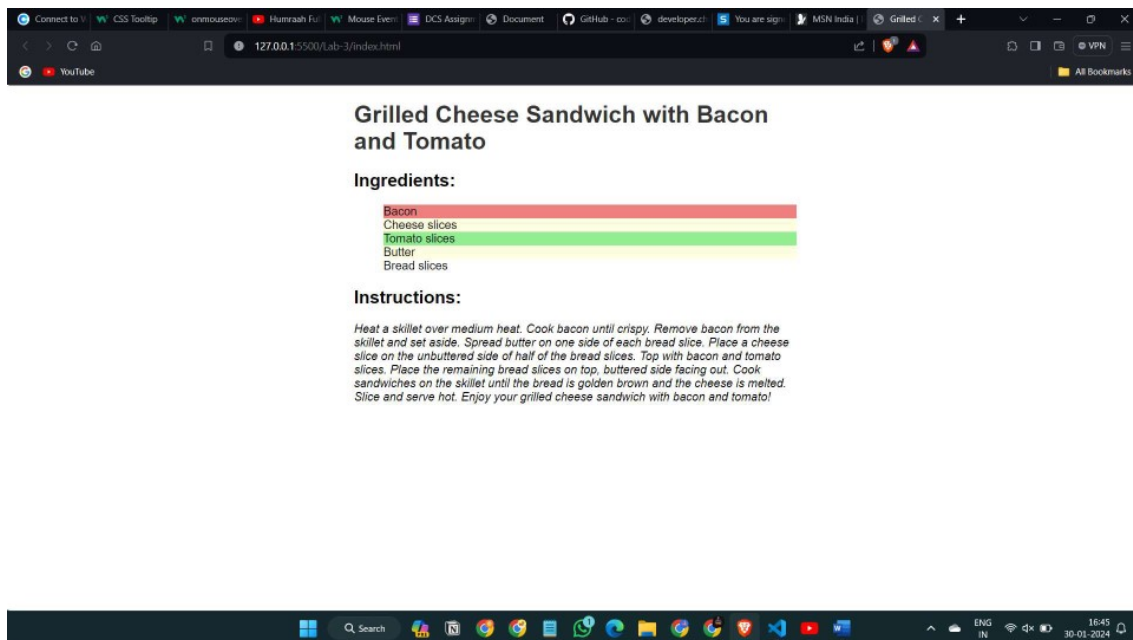 Connect to V
CSS Tooltip
onmouseove
Humraah Ful
Mouse Event
DCS Assignm
Document
GitHub - coc
developer.ch
You are sign
MSN India |
Grilled C
127.0.0.1:5500/Lab-3/index.html
VPN
YouTube
All Bookmarks
Grilled Cheese Sandwich with Bacon
and Tomato
Ingredients:
Bacon
Cheese slices
Tomato slices
Butter
Bread slices
Instructions:
Heat a skillet over medium heat. Cook bacon until crispy. Remove bacon from the
skillet and set aside. Spread butter on one side of each bread slice. Place a cheese
slice on the unbuttered side of half of the bread slices. Top with bacon and tomato
slices. Place the remaining bread slices on top, buttered side facing out. Cook
sandwiches on the skillet until the bread is golden brown and the cheese is melted.
Slice and serve hot. Enjoy your grilled cheese sandwich with bacon and tomato!
Search
ENG
IN
16:45
30-01-2024